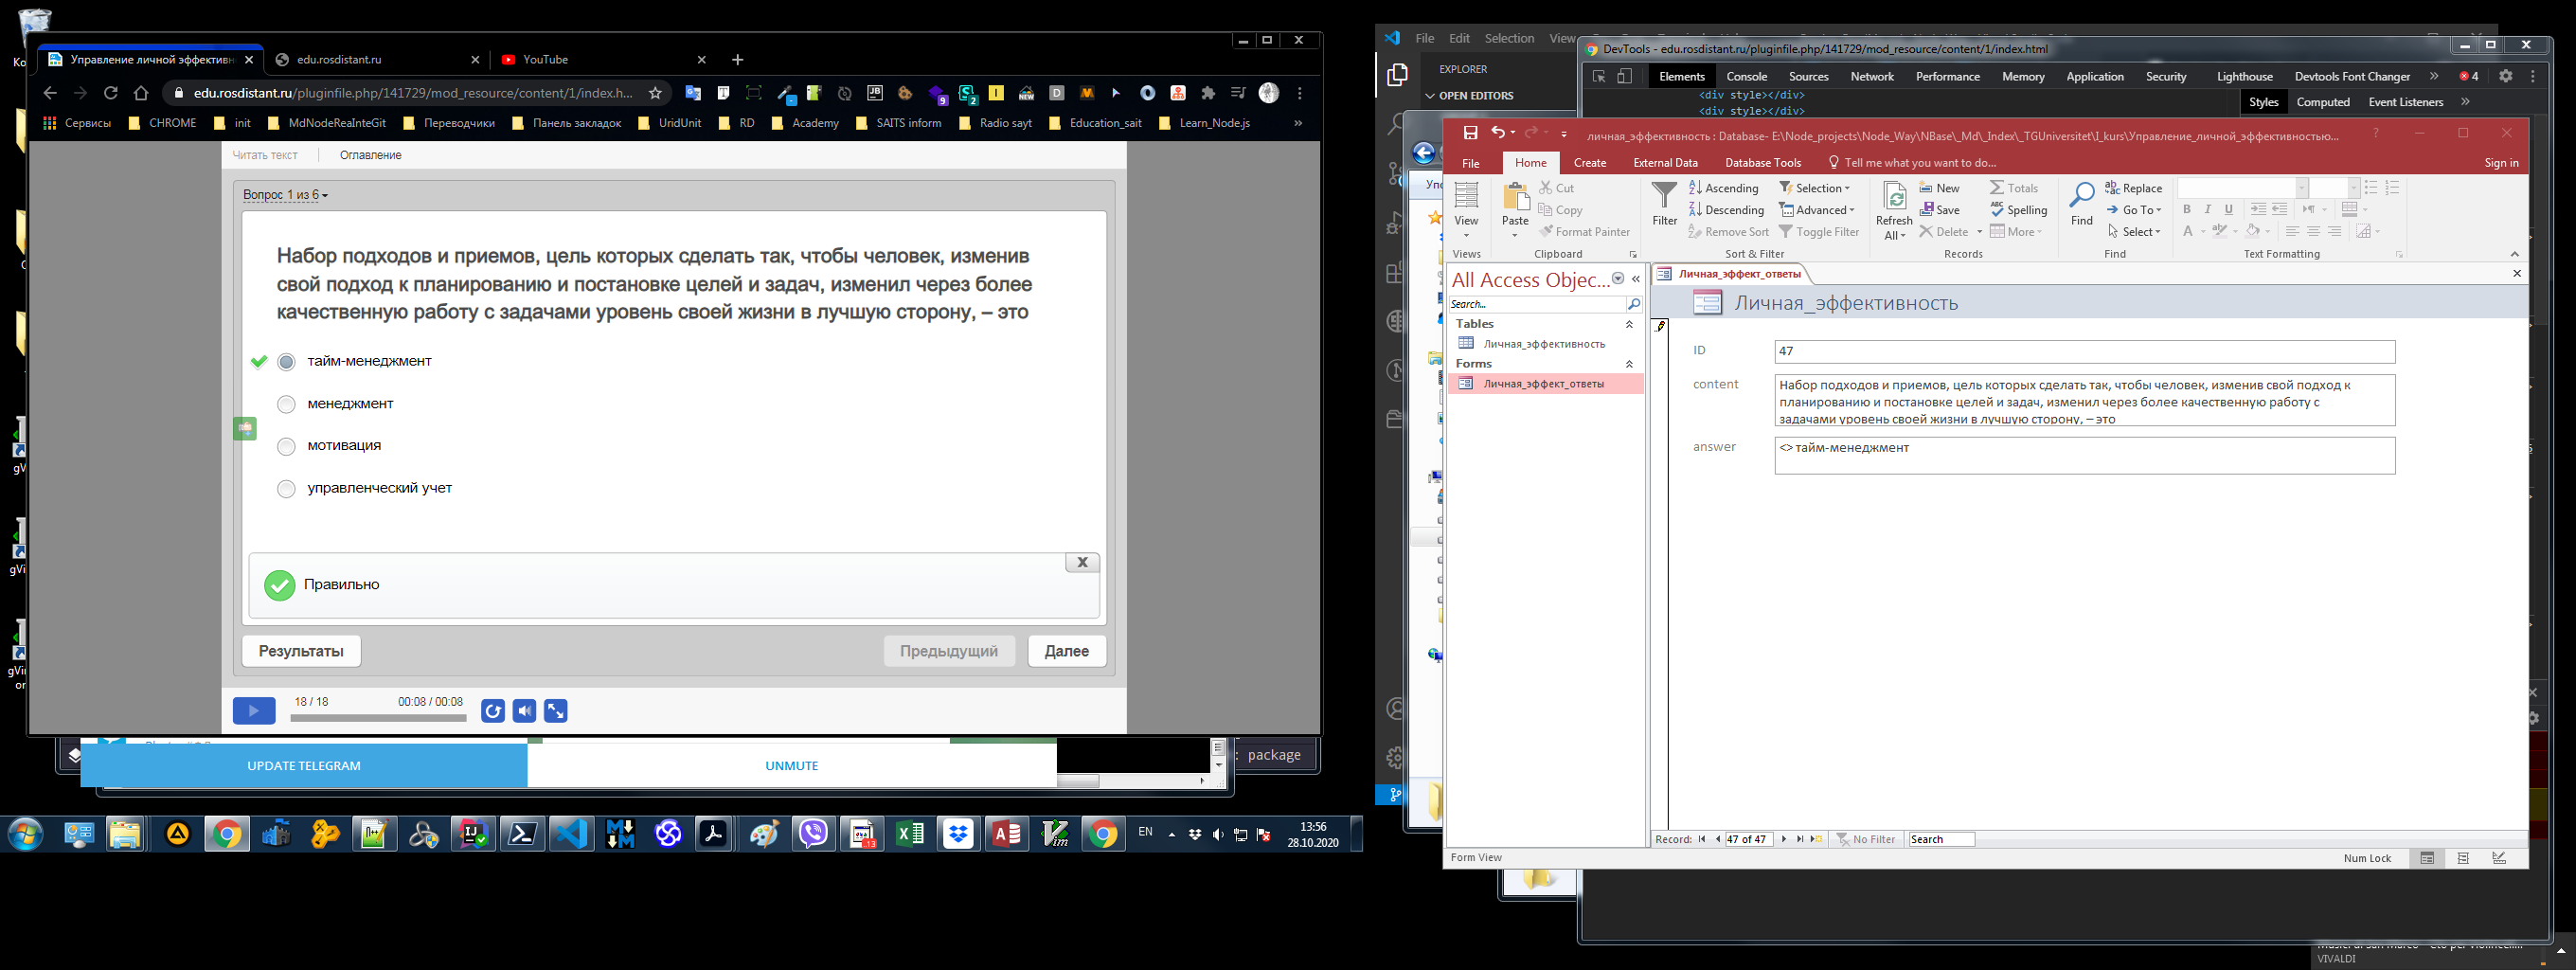 Управление личной эффективн
edu.rosdistant.ru
YouTube
edu.rosdistant.ru/pluginfile.php/141729/mod_resource/content/1/index.h...
Сервисы
CHROME
init
MdNodeReaInteGit
Переводчики
Панель закладок
UridUnit
RD
Academy
SAITS inform
Radio sayt
Education_sait
Learn_Node.js
»
Читать текст
Оглавление
Вопрос 1 из 6
Набор подходов и приемов, цель которых сделать так, чтобы человек, изменив
свой подход к планированию и постановке целей и задач, изменил через более
качественную работу с задачами уровень своей жизни в лучшую сторону, – это
тайм-менеджмент
менеджмент
мотивация
управленческий учет
X
Правильно
Результаты
Предыдущий
Далее
18 / 18
00:08 / 00:08
UPDATE TELEGRAM
UNMUTE
: package
EN
13:56
28.10.2020
File
Edit
Selection
View
EXPLORER
OPEN EDITORS
DevTools - edu.rosdistant.ru/pluginfile.php/141729/mod_resource/content/1/index.html
Elements
Console
Sources
Network
Performance
Memory
Application
Security
Lighthouse
Devtools Font Changer
»
4
<div style></div>
<div style></div>
Styles
Computed
Event Listeners
»
личная_эффективность : Database- E:\Node_projects\Node_Way\NBase\_Md\_Index\_TGUniversitet\I_kurs\Управление_личной_эффективностью...
File
Home
Create
External Data
Database Tools
Tell me what you want to do...
Sign in
View
Views
Paste
Cut
Copy
Format Painter
Clipboard
Filter
Ascending
Descending
Remove Sort
Selection
Advanced
Toggle Filter
Sort & Filter
Refresh
All
New
Save
Delete
Totals
Spelling
More
Records
Find
Replace
Go To
Select
Find
B I U
Text Formatting
All Access Objec...
Search...
Tables
Личная_эффективность
Forms
Личная_эффект_ответы
Личная_эффект_ответы
Личная_эффективность
ID
47
content
Набор подходов и приемов, цель которых сделать так, чтобы человек, изменив свой подход к
планированию и постановке целей и задач, изменил через более качественную работу с
задачами уровень своей жизни в лучшую сторону, – это
answer
<> тайм-менеджмент
Record:
47 of 47
No Filter
Search
Form View
Num Lock
VIVALDI